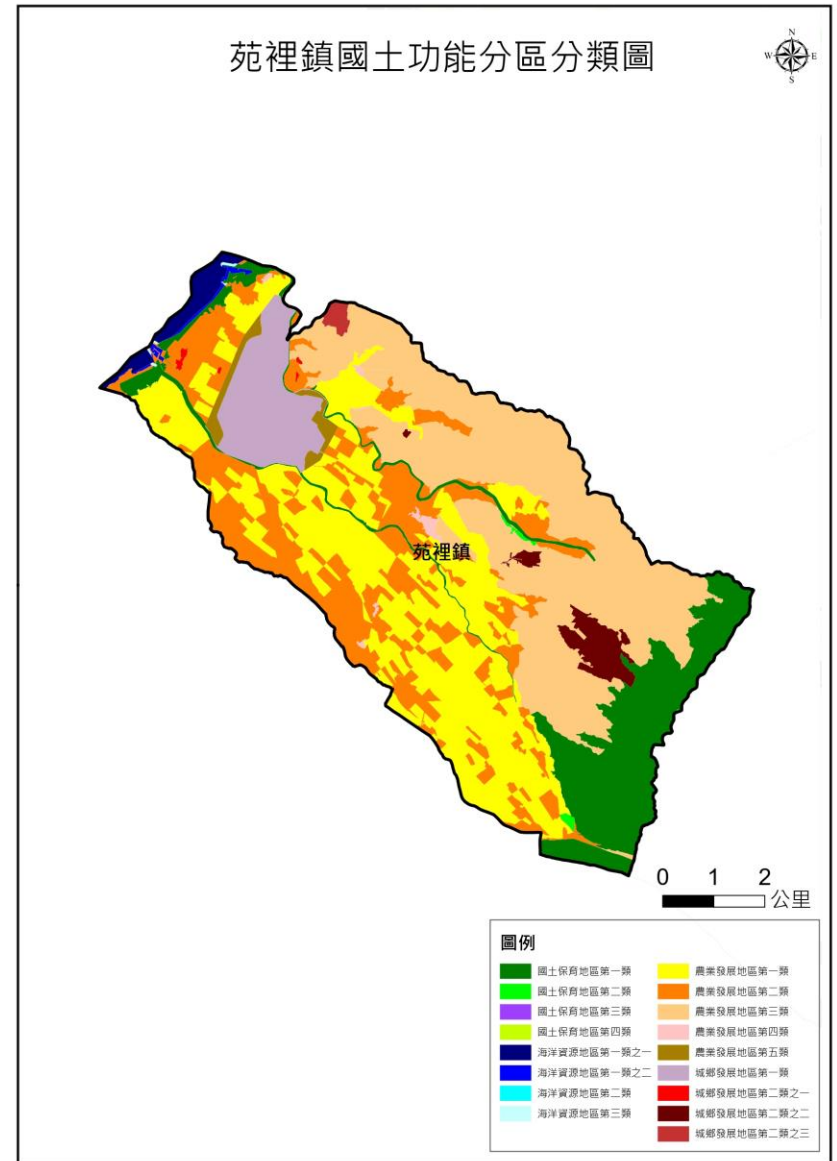 苑裡鎮國土功能分區分類圖
N
W E
S
苑裡鎮
0 1 2
公里
圖例
國土保育地區第一類
國土保育地區第二類
國土保育地區第三類
國土保育地區第四類
海洋資源地區第一類之一
海洋資源地區第一類之二
海洋資源地區第二類
海洋資源地區第三類
農業發展地區第一類
農業發展地區第二類
農業發展地區第三類
農業發展地區第四類
農業發展地區第五類
城鄉發展地區第一類
城鄉發展地區第二類之一
城鄉發展地區第二類之二
城鄉發展地區第二類之三